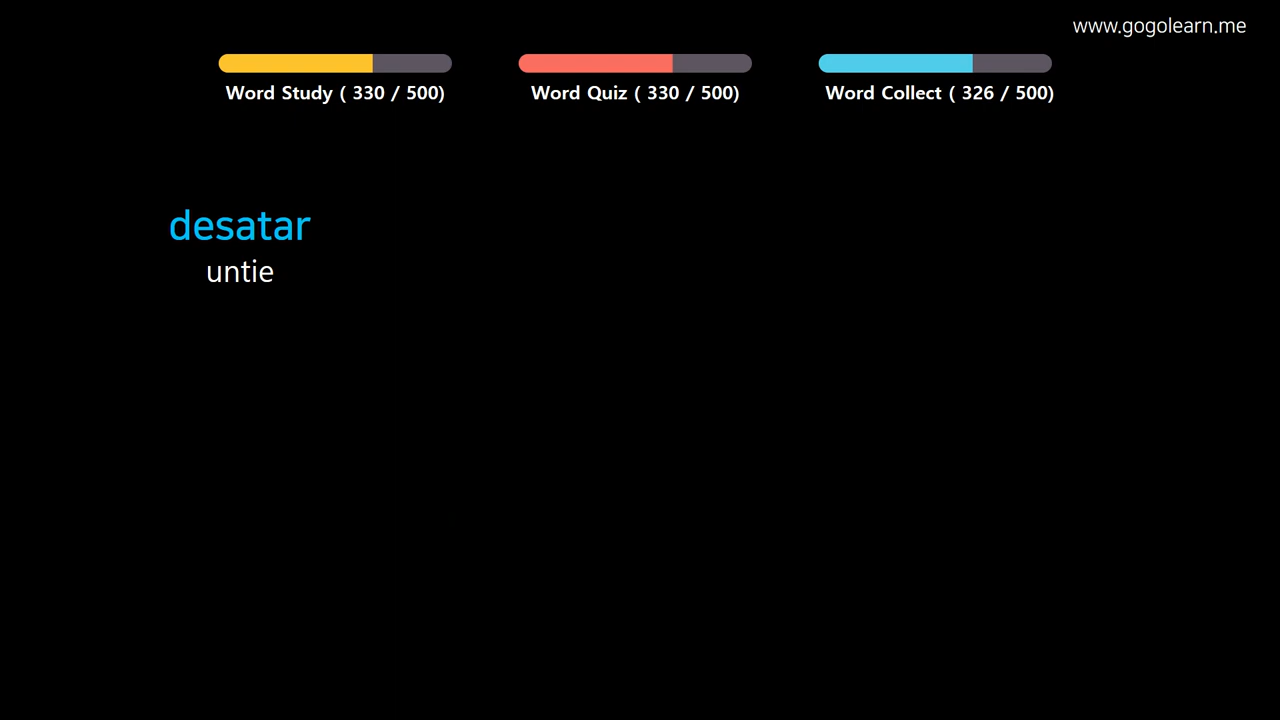 www.gogolearn.me
Word Study ( 330 / 500)
Word Quiz ( 330 / 500)
Word Collect ( 326 / 500)
desatar
untie